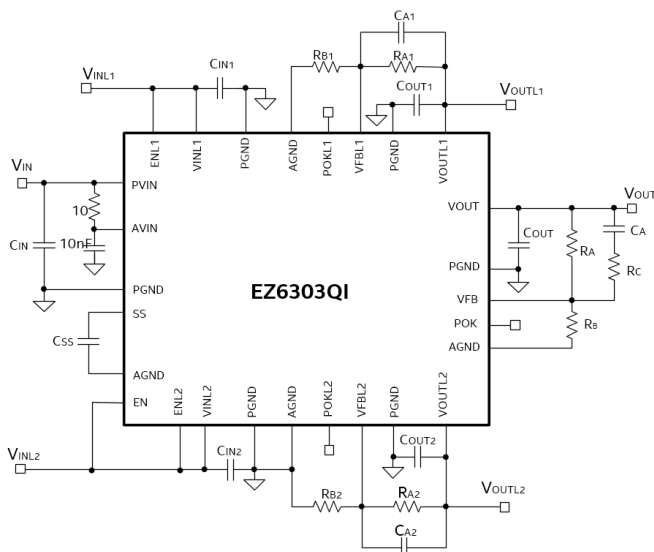 CA1
RB1
RA1
CIN1
VINL1
COUT1
VOUTL1
ENL1
VINL1
PGND
AGND
POKL1
VFBL1
PGND
VOUTL1
VIN
PVIN
10
AVIN
10nF
CIN
PGND
SS
CSS
AGND
EN
EZ6303QI
VOUT
VOUT
COUT
RA
CA
RC
PGND
VFB
POK
RB
AGND
ENL2
VINL2
PGND
AGND
POKL2
VFBL2
PGND
VOUTL2
VINL2
CIN2
COUT2
RB2
RA2
VOUTL2
CA2